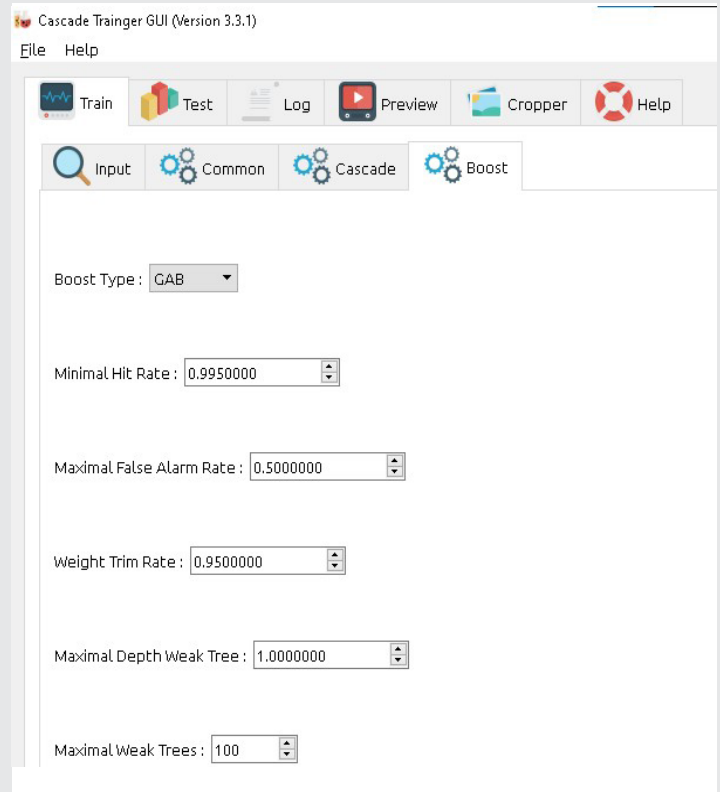 Cascade Trainger GUI (Version 3.3.1)
File Help
Train Test Log Preview Cropper Help
Input Common Cascade Boost
Boost Type : GAB
Minimal Hit Rate : 0.9950000
Maximal False Alarm Rate : 0.5000000
Weight Trim Rate : 0.9500000
Maximal Depth Weak Tree : 1.0000000
Maximal Weak Trees : 100